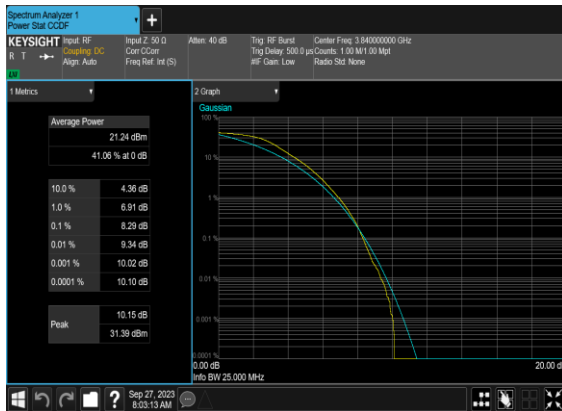 Spectrum Analyzer 1
Power Stat CCDF
+
KEYSIGHT
R T
LXI
Input: RF
Coupling: DC
Align: Auto
Input Z: 50 Ω
Corr CCorr
Freq Ref: Int (S)
Atten: 40 dB
Trig: RF Burst
Trig Delay: 500.0 µs
#IF Gain: Low
Center Freq: 3.840000000 GHz
Counts: 1.00 M/1.00 Mpt
Radio Std: None
1 Metrics
Average Power
21.24 dBm
41.06 % at 0 dB
10.0 % 4.36 dB
1.0 % 6.91 dB
0.1 % 8.29 dB
0.01 % 9.34 dB
0.001 % 10.02 dB
0.0001 % 10.10 dB
Peak
10.15 dB
31.39 dBm
2 Graph
Gaussian
100 %
10 %
1 %
0.1 %
0.01 %
0.001 %
0.0001 %
0.00 dB
20.00 d
Info BW 25.000 MHz
?
Sep 27, 2023
8:03:13 AM